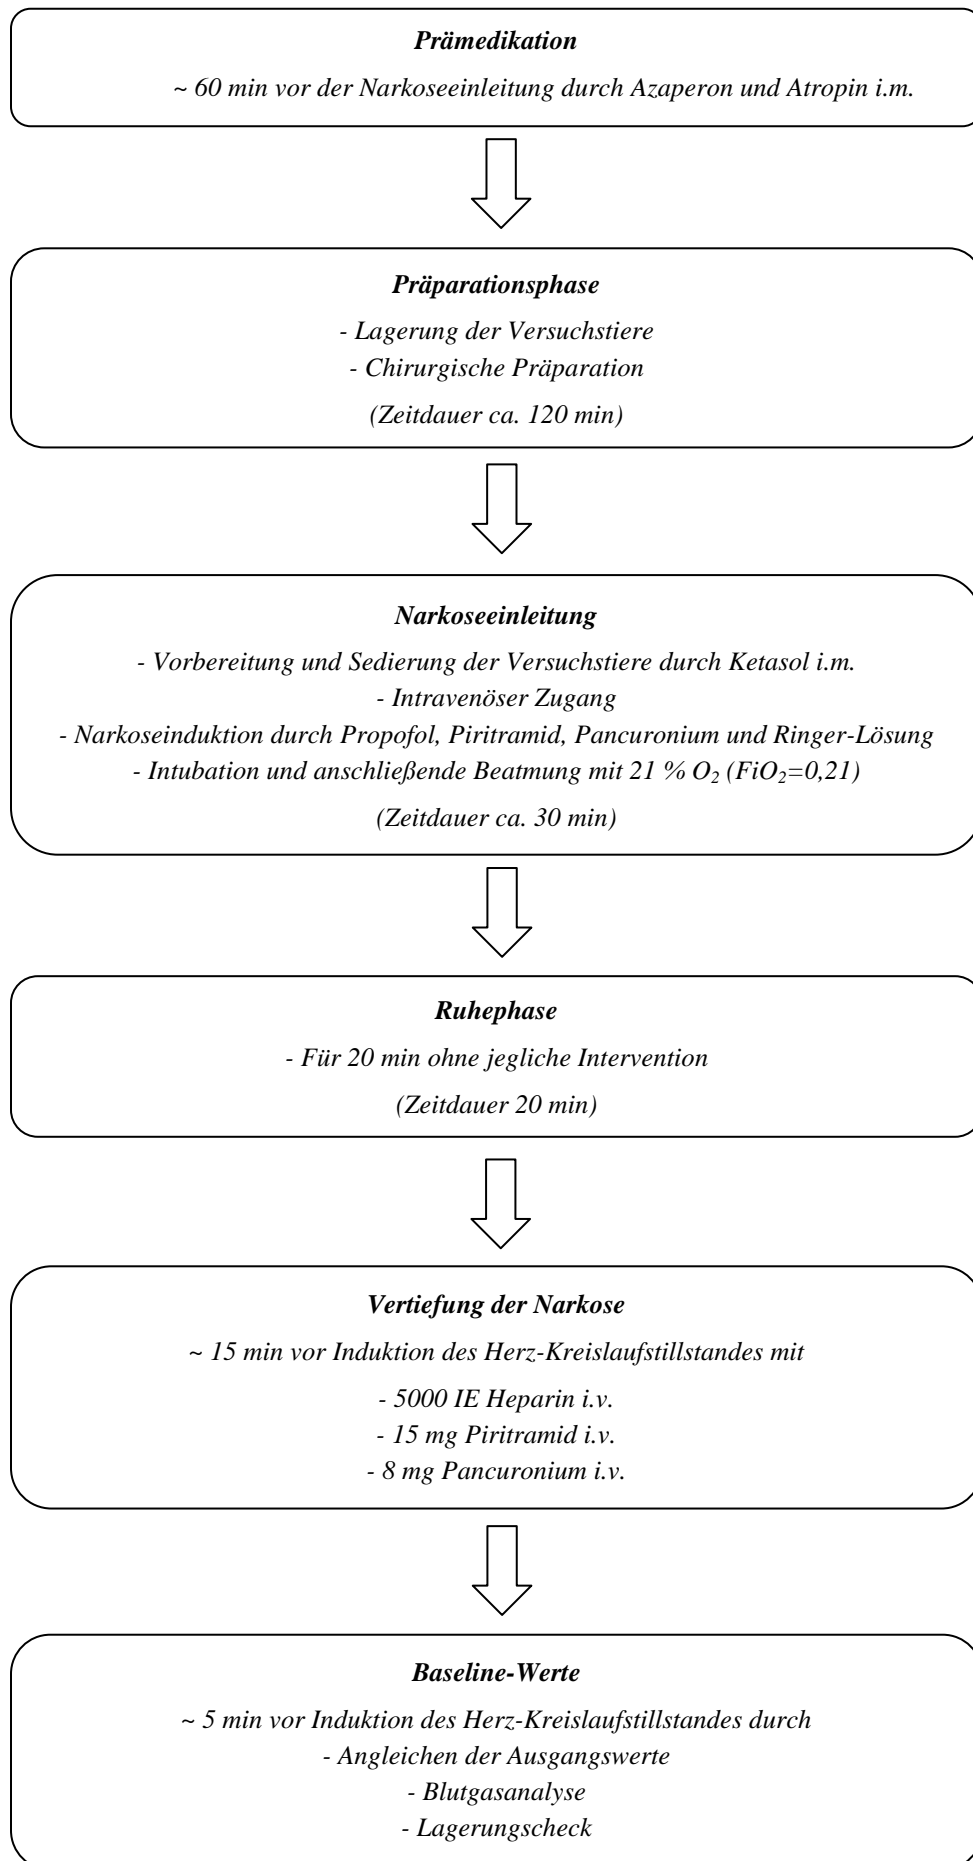 Prämedikation
~ 60 min vor der Narkoseeinleitung durch Azaperon und Atropin i.m.
Präparationsphase
- Lagerung der Versuchstiere
- Chirurgische Präparation
(Zeitdauer ca. 120 min)
Narkoseeinleitung
- Vorbereitung und Sedierung der Versuchstiere durch Ketasol i.m.
- Intravenöser Zugang
- Narkoseinduktion durch Propofol, Piritramid, Pancuronium und Ringer-Lösung
- Intubation und anschließende Beatmung mit 21 % O₂ (FiO₂=0,21)
(Zeitdauer ca. 30 min)
Ruhephase
- Für 20 min ohne jegliche Intervention
(Zeitdauer 20 min)
Vertiefung der Narkose
~ 15 min vor Induktion des Herz-Kreislaufstillstandes mit
- 5000 IE Heparin i.v.
- 15 mg Piritramid i.v.
- 8 mg Pancuronium i.v.
Baseline-Werte
~ 5 min vor Induktion des Herz-Kreislaufstillstandes durch
- Angleichen der Ausgangswerte
- Blutgasanalyse
- Lagerungscheck